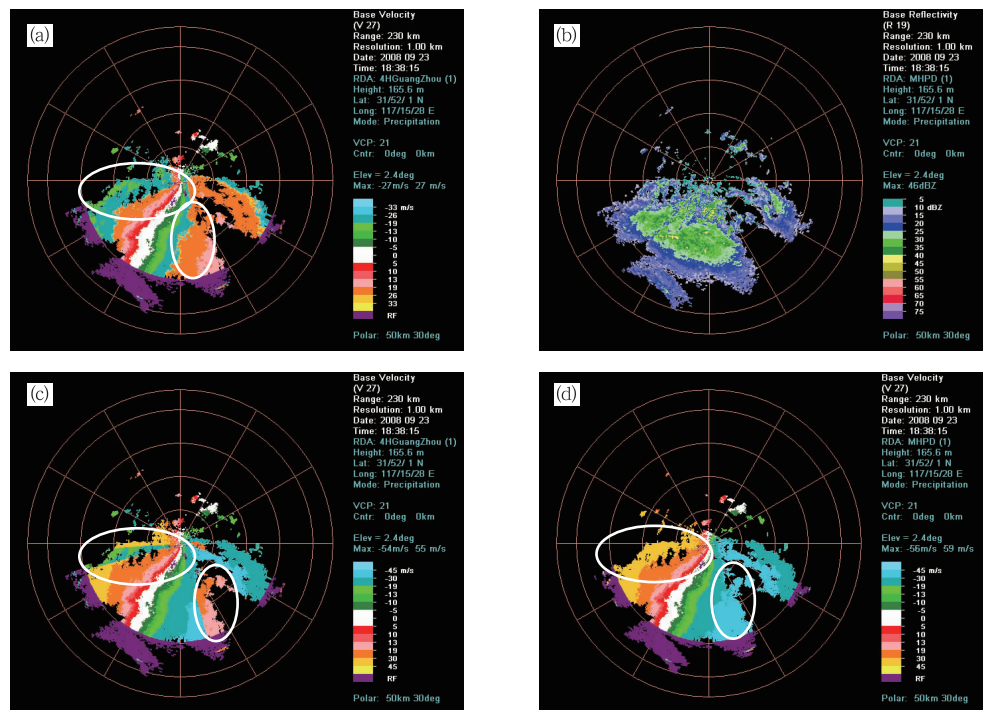 (a)
Base Velocity
(V 27)
Range: 230 km
Resolution: 1.00 km
Date: 2008 09 23
Time: 18:38:15
RDA: 4HGuangZhou (1)
Height: 165.6 m
Lat: 31/52/ 1 N
Long: 117/15/28 E
Mode: Precipitation
VCP: 21
Cntr: 0deg 0km
Elev = 2.4deg
Max: -27m/s 27 m/s
-33 m/s
-26
-19
-13
-10
-5
0
5
10
13
19
26
33
RF
Polar: 50km 30deg
(b)
Base Reflectivity
(R 19)
Range: 230 km
Resolution: 1.00 km
Date: 2008 09 23
Time: 18:38:15
RDA: MHPD (1)
Height: 165.6 m
Lat: 31/52/ 1 N
Long: 117/15/28 E
Mode: Precipitation
VCP: 21
Cntr: 0deg 0km
Elev = 2.4deg
Max: 46dBZ
5
10 dBZ
15
20
25
30
35
40
45
50
55
60
65
70
75
Polar: 50km 30deg
(c)
Base Velocity
(V 27)
Range: 230 km
Resolution: 1.00 km
Date: 2008 09 23
Time: 18:38:15
RDA: 4HGuangZhou (1)
Height: 165.6 m
Lat: 31/52/ 1 N
Long: 117/15/28 E
Mode: Precipitation
VCP: 21
Cntr: 0deg 0km
Elev = 2.4deg
Max: -54m/s 55 m/s
-45 m/s
-30
-19
-13
-10
-5
0
5
10
13
19
30
45
RF
Polar: 50km 30deg
(d)
Base Velocity
(V 27)
Range: 230 km
Resolution: 1.00 km
Date: 2008 09 23
Time: 18:38:15
RDA: MHPD (1)
Height: 165.6 m
Lat: 31/52/ 1 N
Long: 117/15/28 E
Mode: Precipitation
VCP: 21
Cntr: 0deg 0km
Elev = 2.4deg
Max: -56m/s 59 m/s
-45 m/s
-30
-19
-13
-10
-5
0
5
10
13
19
30
45
RF
Polar: 50km 30deg